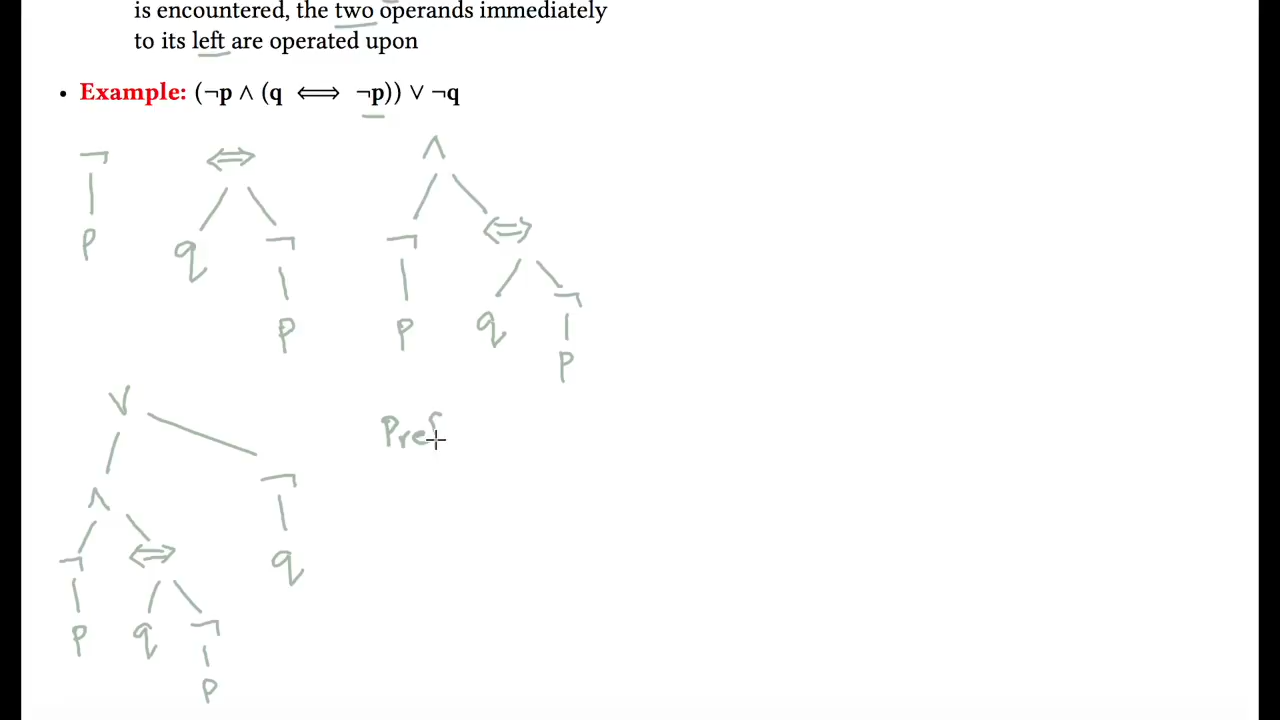 is encountered, the two operands immediately
to its left are operated upon
• Example: (¬p ∧ (q ⟺ ¬p)) ∨ ¬q
¬ ⇔ ∧
p q ¬ ¬ ⇔
p p q ¬
p
∨ Pref
¬
∧
¬ ⇔ q
p q ¬
p